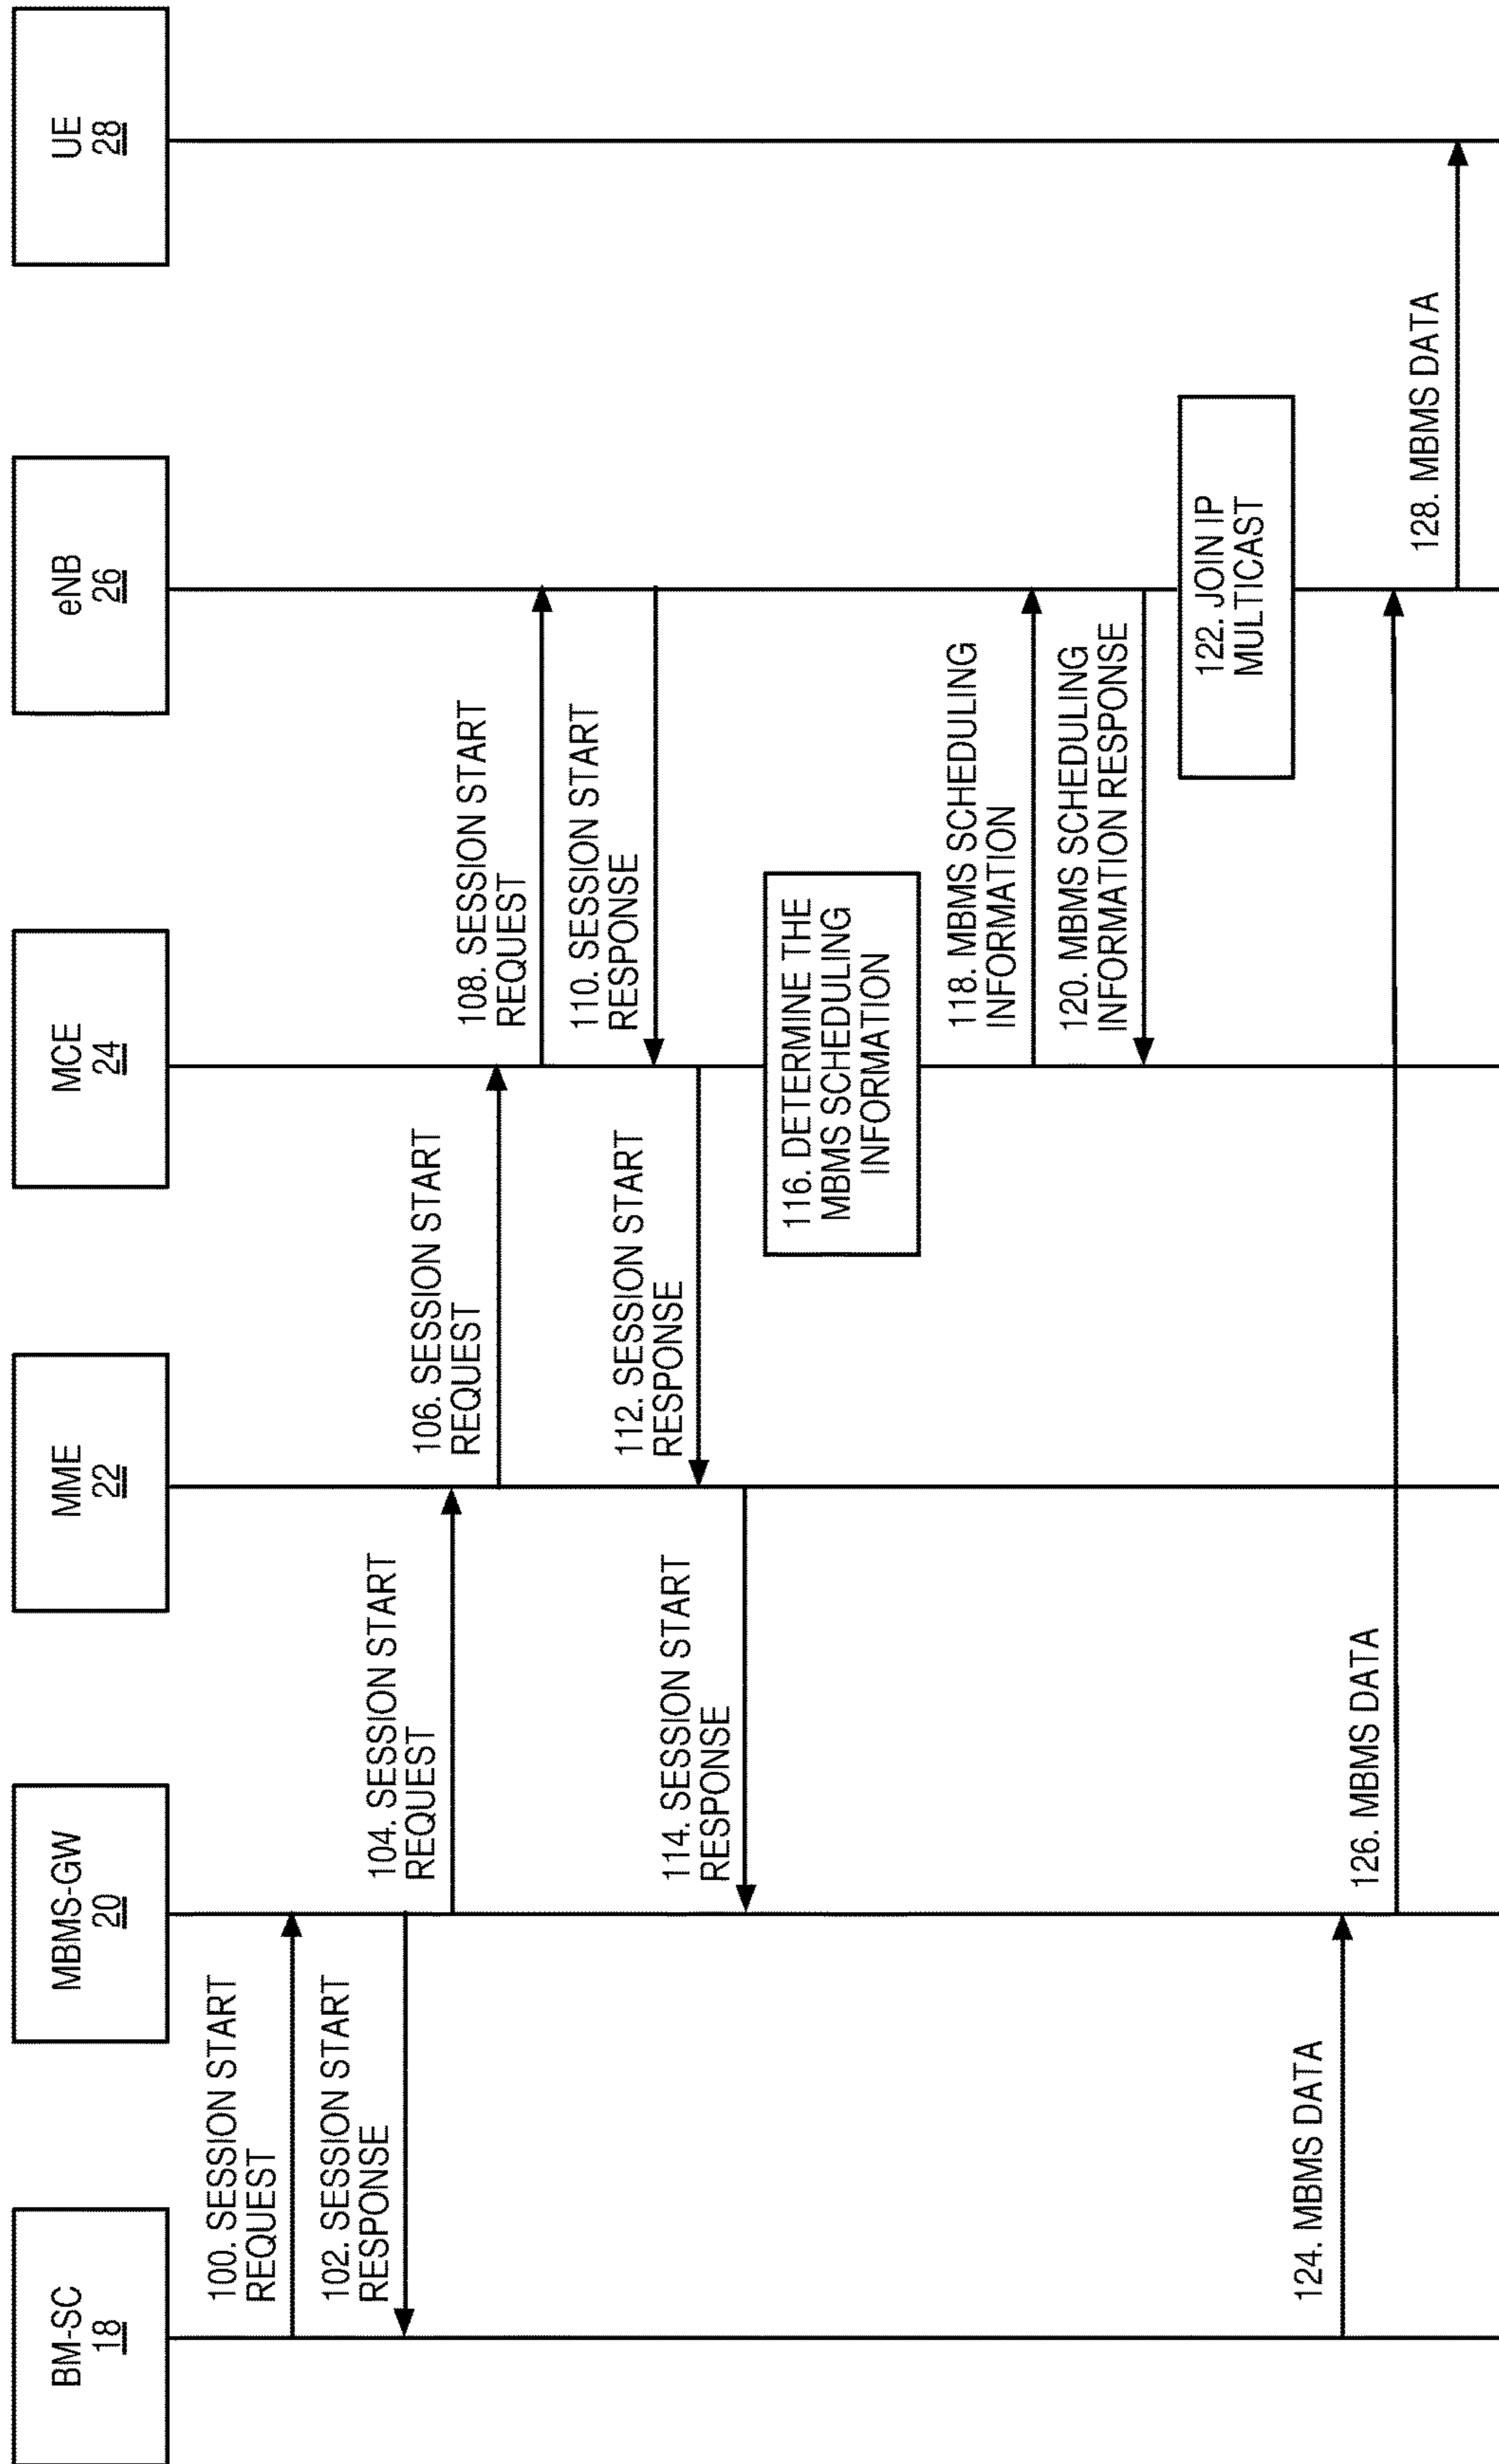 BM-SC
18
MBMS-GW
20
MME
22
MCE
24
eNB
26
UE
28
100. SESSION START
REQUEST
102. SESSION START
RESPONSE
104. SESSION START
REQUEST
106. SESSION START
REQUEST
108. SESSION START
REQUEST
110. SESSION START
RESPONSE
112. SESSION START
RESPONSE
114. SESSION START
RESPONSE
116. DETERMINE THE
MBMS SCHEDULING
INFORMATION
118. MBMS SCHEDULING
INFORMATION
120. MBMS SCHEDULING
INFORMATION RESPONSE
122. JOIN IP
MULTICAST
124. MBMS DATA
126. MBMS DATA
128. MBMS DATA